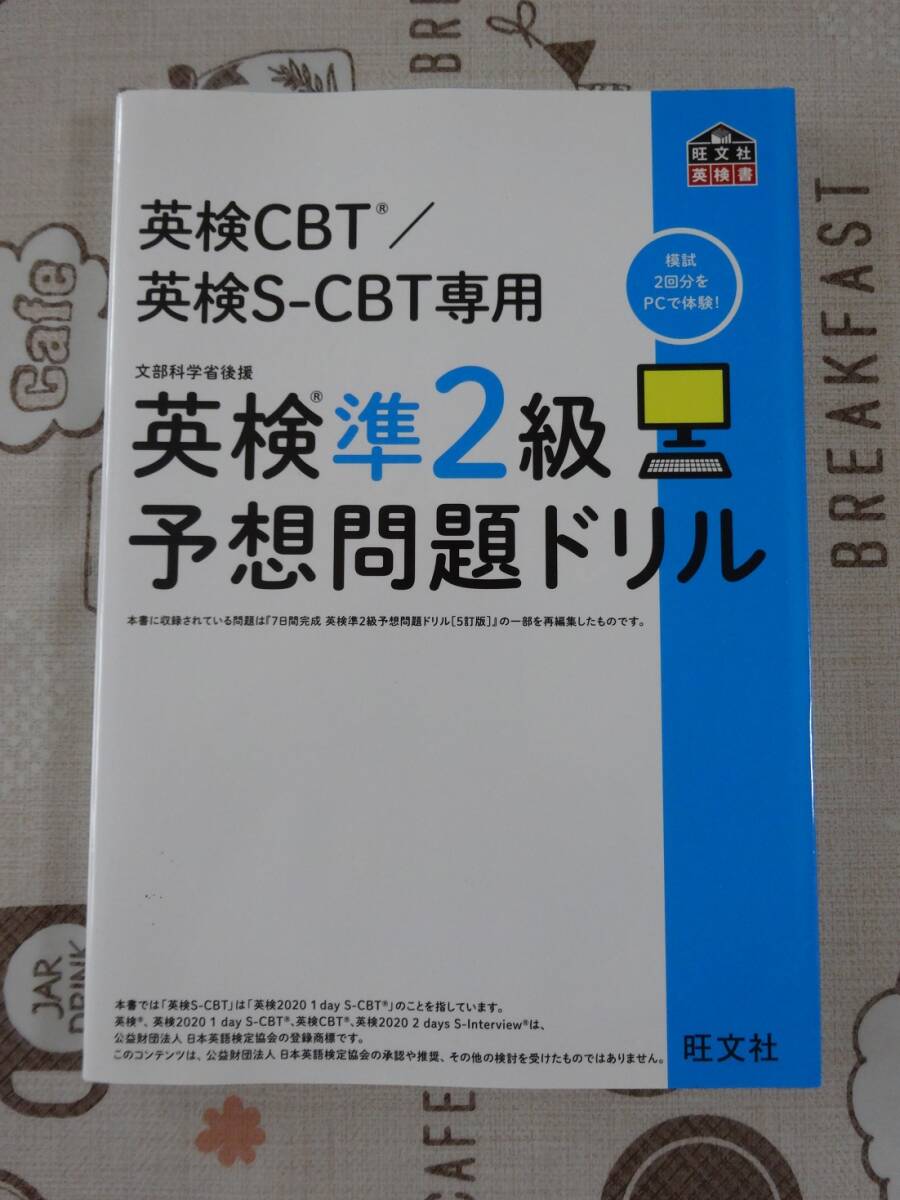 旺文社
英検書
英検CBT®／
英検S-CBT専用
模試
2回分を
PCで体験!
文部科学省後援
英検®準2級
予想問題ドリル
本書に収録されている問題は『7日間完成 英検準2級予想問題ドリル[5訂版]』の一部を再編集したものです。
本書では「英検S-CBT」は「英検2020 1 day S-CBT®」のことを指しています。
英検®、英検2020 1 day S-CBT®、英検CBT®、英検2020 2 days S-Interview®は、
公益財団法人 日本英語検定協会の登録商標です。
このコンテンツは、公益財団法人 日本英語検定協会の承認や推奨、その他の検討を受けたものではありません。
旺文社
Cafe
BREAKFAST
BREAKFAST
JAR
DRINK
BREAKFAST
CAFE